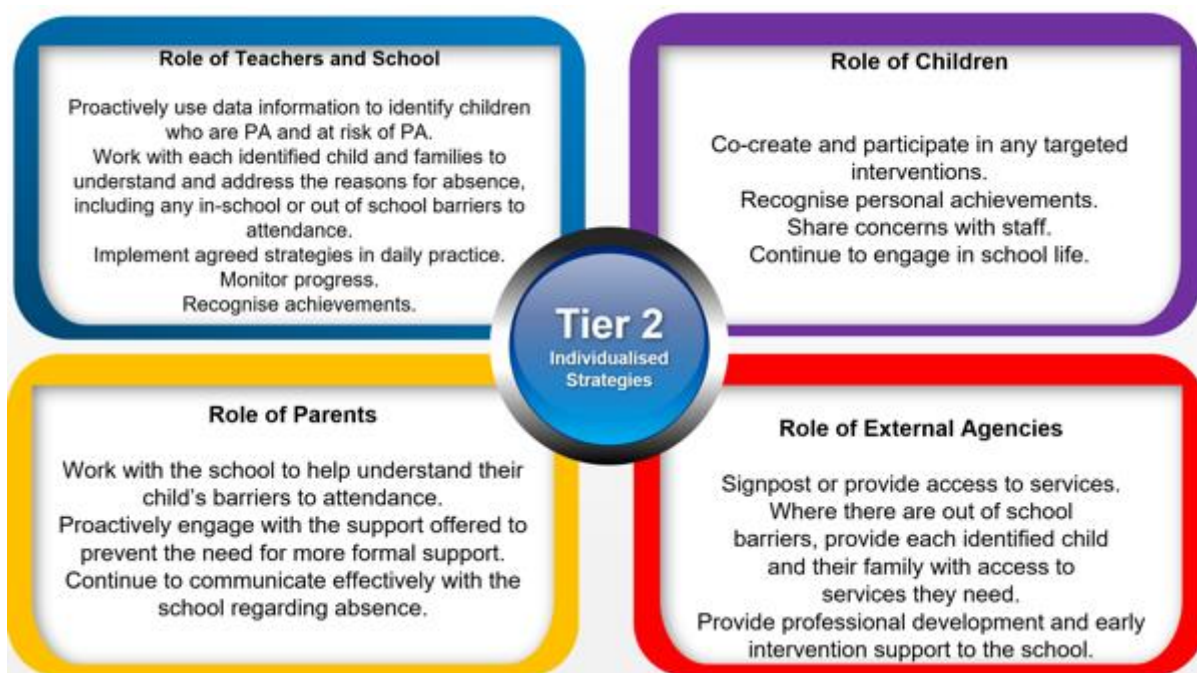 Role of Teachers and School
Proactively use data information to identify children
who are PA and at risk of PA.
Work with each identified child and families to
understand and address the reasons for absence,
including any in-school or out of school barriers to
attendance.
Implement agreed strategies in daily practice.
Monitor progress.
Recognise achievements.
Role of Children
Co-create and participate in any targeted
interventions.
Recognise personal achievements.
Share concerns with staff.
Continue to engage in school life.
Tier 2
Individualised
Strategies
Role of Parents
Work with the school to help understand their
child's barriers to attendance.
Proactively engage with the support offered to
prevent the need for more formal support.
Continue to communicate effectively with the
school regarding absence.
Role of External Agencies
Signpost or provide access to services.
Where there are out of school
barriers, provide each identified child
and their family with access to
services they need.
Provide professional development and early
intervention support to the school.